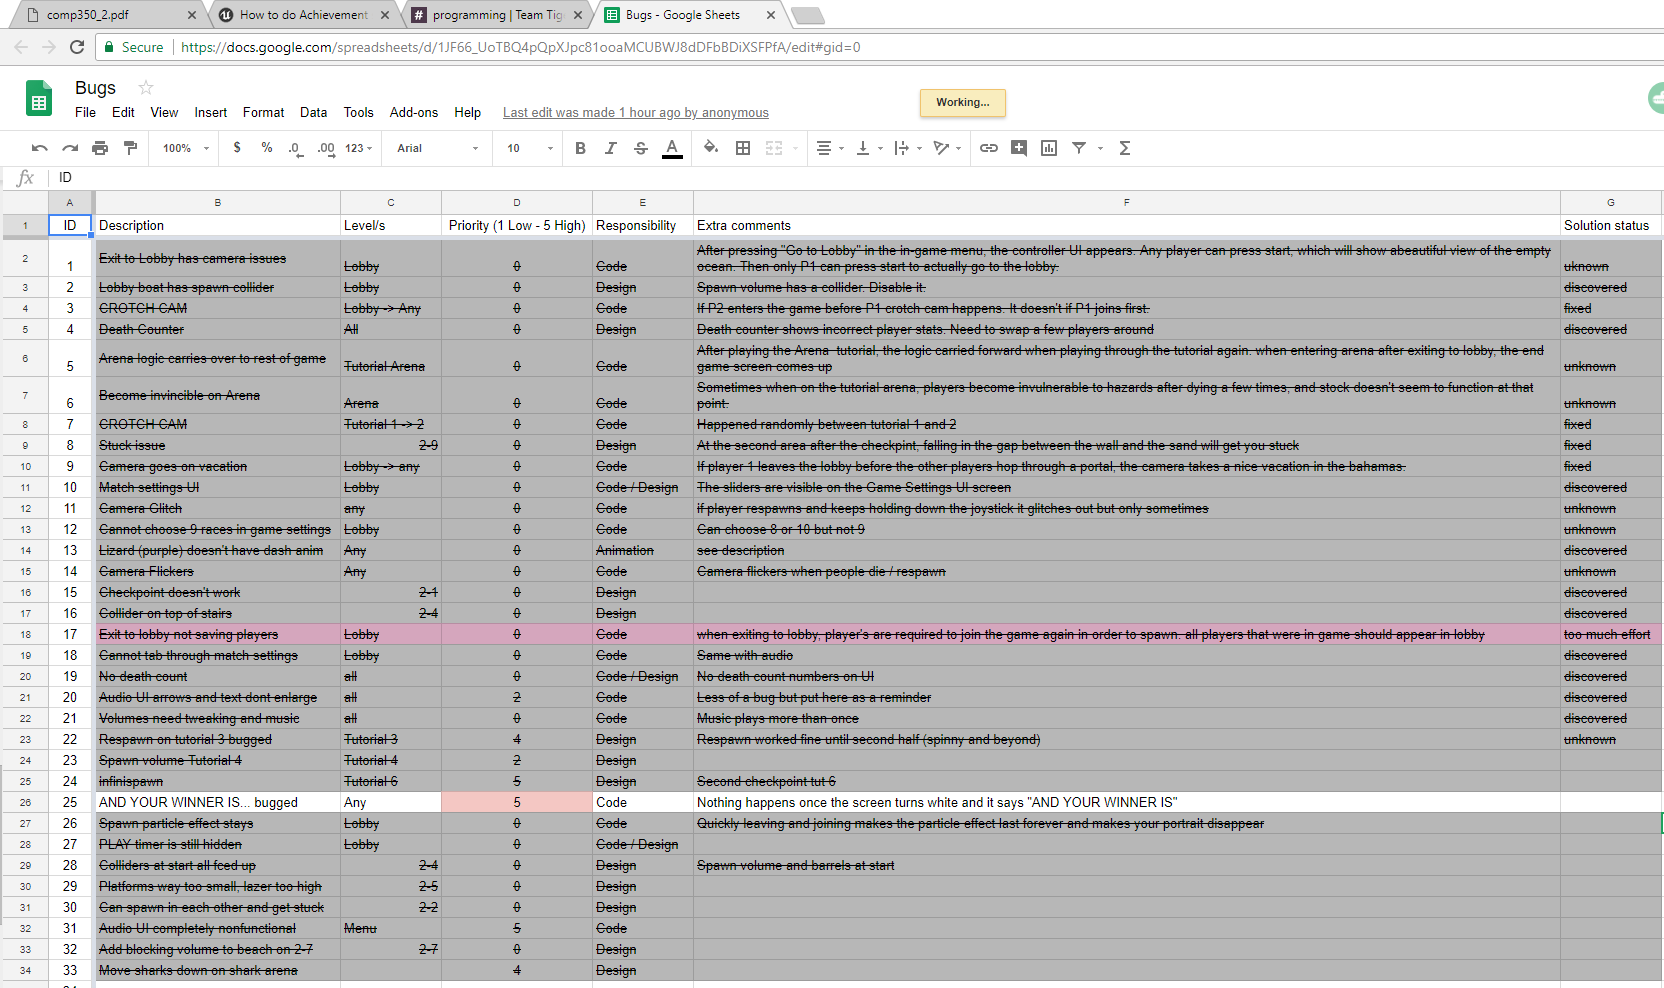 comp350_2.pdf
How to do Achievement
programming | Team Tig
Bugs - Google Sheets
Secure
https://docs.google.com/spreadsheets/d/1JF66_UoTBQ4pQpXJpc81ooaMCUBWJ8dDFbBDiXSFPfA/edit#gid=0
Bugs
File Edit View Insert Format Data Tools Add-ons Help Last edit was made 1 hour ago by anonymous
Working...
100% $ % .0 .00 123 Arial 10 B I S A Σ
fx ID
A B C D E F G
1 ID Description Level/s Priority (1 Low - 5 High) Responsibility Extra comments Solution status
2 1 Exit to Lobby has camera issues Lobby 0 Code After pressing "Go to Lobby" in the in-game menu, the controller UI appears. Any player can press start, which will show abeautiful view of the empty
ocean. Then only P1 can press start to actually go to the lobby. uknown
3 2 Lobby boat has spawn collider Lobby 0 Design Spawn volume has a collider. Disable it. discovered
4 3 CROTCH CAM Lobby -> Any 0 Code If P2 enters the game before P1 crotch cam happens. It doesn't if P1 joins first. fixed
5 4 Death Counter All 0 Design Death counter shows incorrect player stats. Need to swap a few players around discovered
6 5 Arena logic carries over to rest of game Tutorial Arena 0 Code After playing the Arena tutorial, the logic carried forward when playing through the tutorial again. when entering arena after exiting to lobby, the end
game screen comes up unknown
7 6 Become invincible on Arena Arena 0 Code Sometimes when on the tutorial arena, players become invulnerable to hazards after dying a few times, and stock doesn't seem to function at that
point. unknown
8 7 CROTCH CAM Tutorial 1 -> 2 0 Code Happened randomly between tutorial 1 and 2 fixed
9 8 Stuck issue 2-9 0 Design At the second area after the checkpint, falling in the gap between the wall and the sand will get you stuck fixed
10 9 Camera goes on vacation Lobby -> any 0 Code If player 1 leaves the lobby before the other players hop through a portal, the camera takes a nice vacation in the bahamas. fixed
11 10 Match settings UI Lobby 0 Code / Design The sliders are visible on the Game Settings UI screen discovered
12 11 Camera Glitch any 0 Code if player respawns and keeps holding down the joystick it glitches out but only sometimes unknown
13 12 Cannot choose 9 races in game settings Lobby 0 Code Can choose 8 or 10 but not 9 unknown
14 13 Lizard (purple) doesn't have dash anim Any 0 Animation see description discovered
15 14 Camera Flickers Any 0 Code Camera flickers when people die / respawn unknown
16 15 Checkpoint doesn't work 2-1 0 Design discovered
17 16 Collider on top of stairs 2-4 0 Design discovered
18 17 Exit to lobby not saving players Lobby 0 Code when exiting to lobby, player's are required to join the game again in order to spawn. all players that were in game should appear in lobby too much effort
19 18 Cannot tab through match settings Lobby 0 Code Same with audio discovered
20 19 No death count all 0 Code / Design No death count numbers on UI discovered
21 20 Audio UI arrows and text dont enlarge all 2 Code Less of a bug but put here as a reminder discovered
22 21 Volumes need tweaking and music all 0 Code Music plays more than once discovered
23 22 Respawn on tutorial 3 bugged Tutorial 3 4 Design Respawn worked fine until second half (spinny and beyond) unknown
24 23 Spawn volume Tutorial 4 Tutorial 4 2 Design
25 24 infinispawn Tutorial 6 5 Design Second checkpoint tut 6
26 25 AND YOUR WINNER IS... bugged Any 5 Code Nothing happens once the screen turns white and it says "AND YOUR WINNER IS"
27 26 Spawn particle effect stays Lobby 0 Code Quickly leaving and joining makes the particle effect last forever and makes your portrait disappear
28 27 PLAY timer is still hidden Lobby 0 Code / Design
29 28 Colliders at start all fced up 2-4 0 Design Spawn volume and barrels at start
30 29 Platforms way too small, lazer too high 2-5 0 Design
31 30 Can spawn in each other and get stuck 2-2 0 Design
32 31 Audio UI completely nonfunctional Menu 5 Code
33 32 Add blocking volume to beach on 2-7 2-7 0 Design
34 33 Move sharks down on shark arena 4 Design